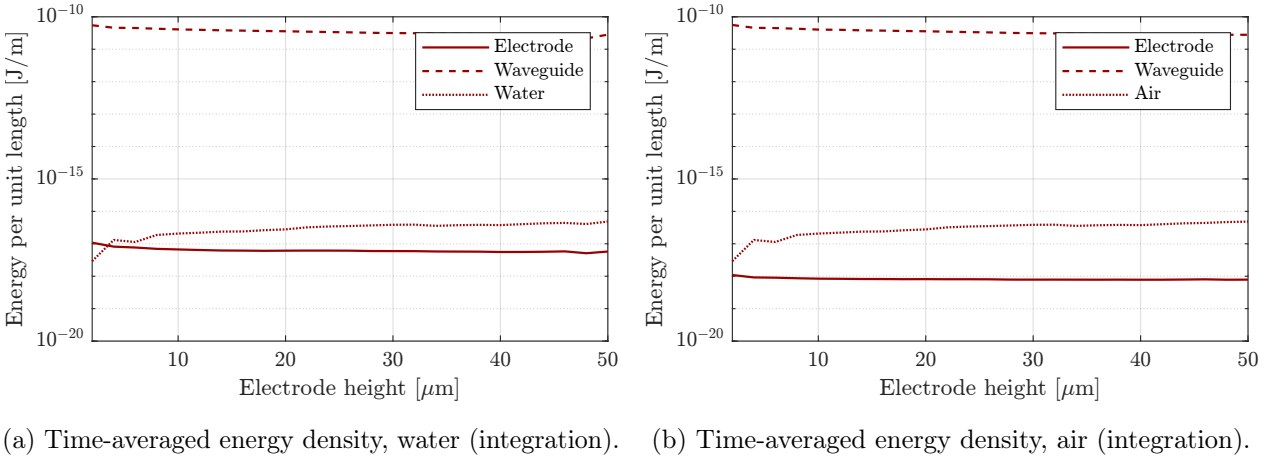 Energy per unit length [J/m]
10⁻¹⁰
10⁻¹⁵
10⁻²⁰
Electrode
Waveguide
Water
10 20 30 40 50
Electrode height [μm]
(a) Time-averaged energy density, water (integration).
Energy per unit length [J/m]
10⁻¹⁰
10⁻¹⁵
10⁻²⁰
Electrode
Waveguide
Air
10 20 30 40 50
Electrode height [μm]
(b) Time-averaged energy density, air (integration).